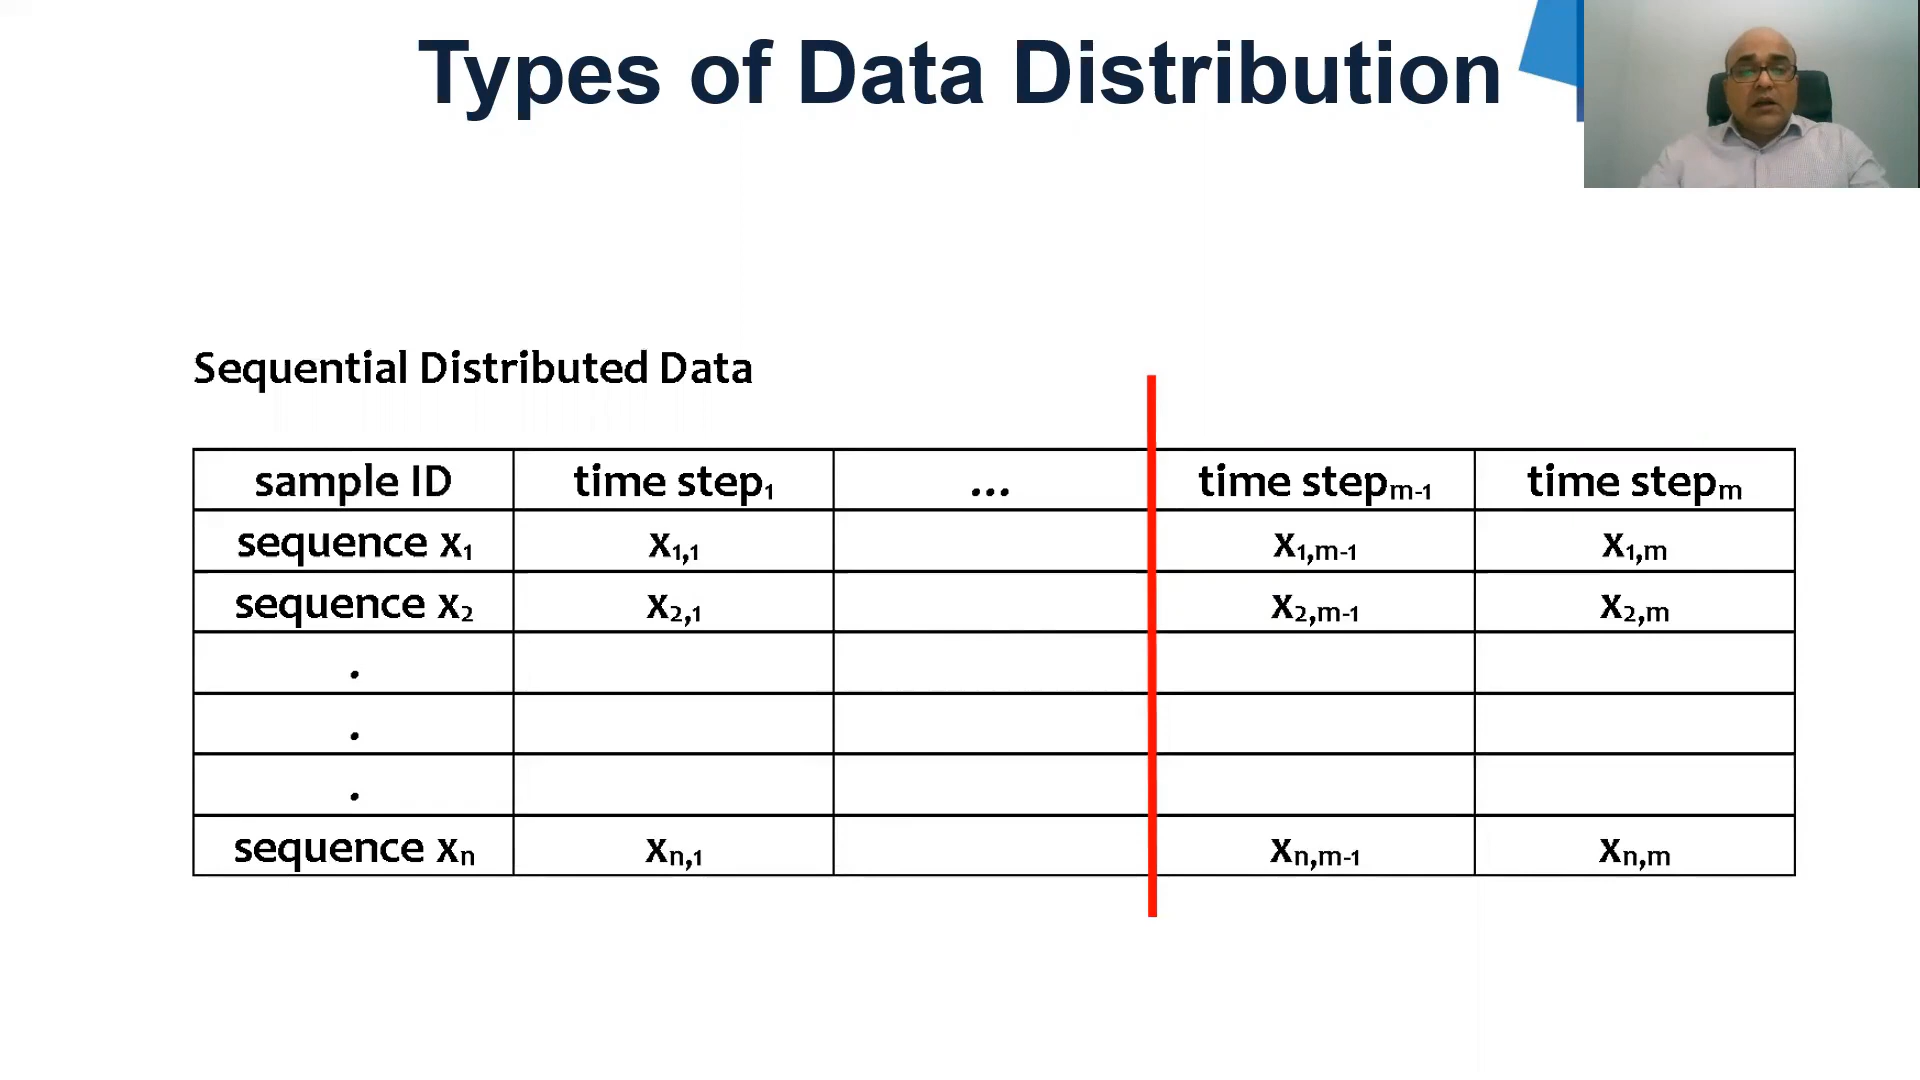 Types of Data Distribution
Sequential Distributed Data
sample ID time step₁ ... time stepₘ₋₁ time stepₘ
sequence x₁ x₁,₁ x₁,ₘ₋₁ x₁,ₘ
sequence x₂ x₂,₁ x₂,ₘ₋₁ x₂,ₘ
.
.
.
sequence xₙ xₙ,₁ xₙ,ₘ₋₁ xₙ,ₘ